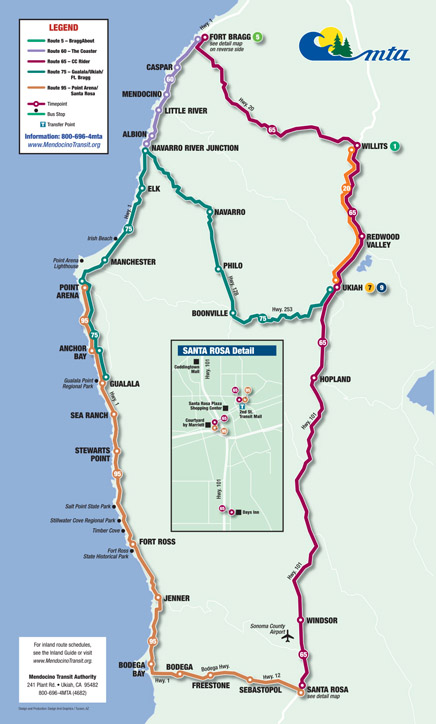 LEGEND
Route 5 – BraggAbout
Route 60 – The Coaster
Route 65 – CC Rider
Route 75 – Gualala/Ukiah/
Ft. Bragg
Route 95 – Point Arena/
Santa Rosa
Timepoint
Bus Stop
T Transfer Point
Information: 800-696-4mta
www.MendocinoTransit.org
mta
Hwy. 1
FORT BRAGG 5
see detail map
on reverse side
CASPAR
60
Hwy. 20
MENDOCINO
LITTLE RIVER
65
ALBION
WILLITS 1
NAVARRO RIVER JUNCTION
20
ELK
Hwy. 1
NAVARRO
65
75
Irish Beach
REDWOOD
VALLEY
Point Arena
Lighthouse
MANCHESTER
PHILO
Hwy. 128
POINT
ARENA
UKIAH 7 9
BOONVILLE
75
Hwy. 253
95
65
ANCHOR
BAY
75
SANTA ROSA Detail
Coddingtown
Mall
Hwy. 101
Gualala Point
Regional Park
GUALALA
HOPLAND
Hwy. 1
65
95
Santa Rosa Plaza
Shopping Center
T
2nd St.
Transit Mall
SEA RANCH
Courtyard
by Marriott
65
95
Hwy. 101
STEWARTS
POINT
95
Hwy. 101
Salt Point State Park
65
Days Inn
Stillwater Cove Regional Park
Timber Cove
FORT ROSS
Fort Ross
State Historical Park
Hwy. 101
JENNER
WINDSOR
Sonoma County
Airport
For inland route schedules,
see the Inland Guide or visit
www.MendocinoTransit.org.
95
65
Mendocino Transit Authority
241 Plant Rd. • Ukiah, CA 95482
800-696-4MTA (4682)
BODEGA
BAY
Hwy. 1
BODEGA
Bodega Hwy.
FREESTONE
Hwy. 12
SEBASTOPOL
SANTA ROSA
see detail map